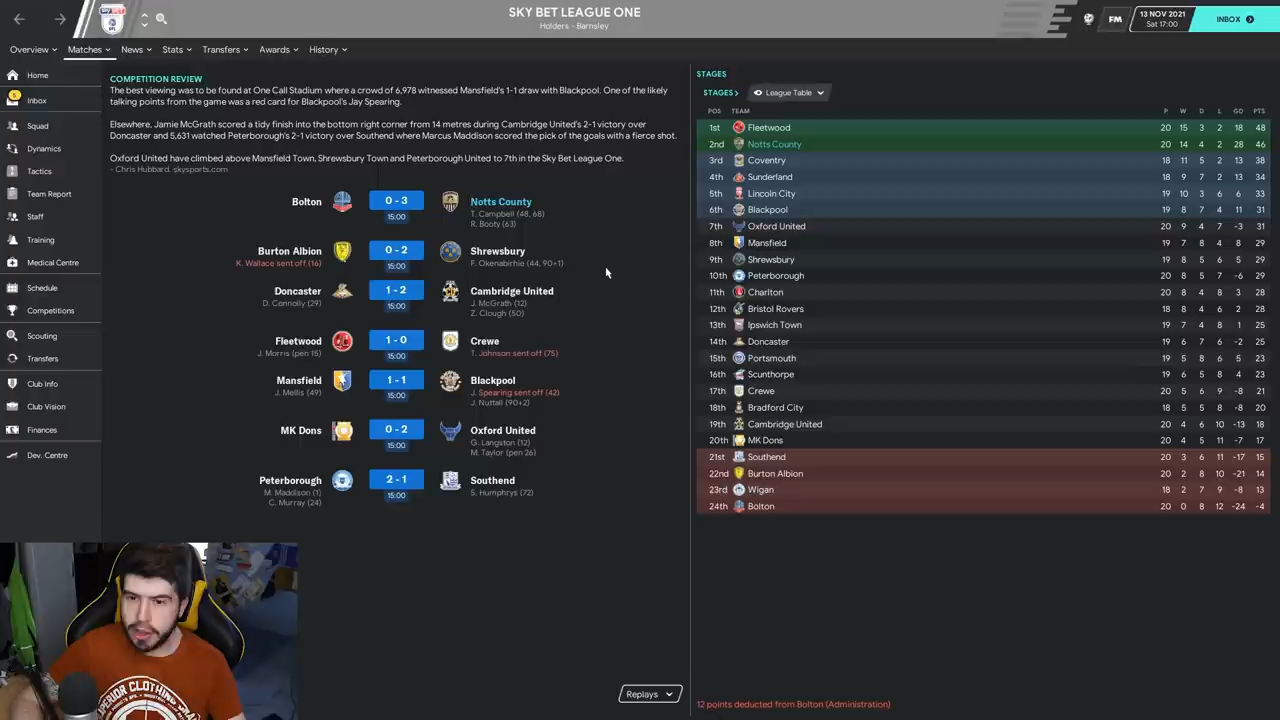 SKY BET LEAGUE ONE
Holders - Barnsley
13 NOV 2021
Sat 17:00
FM
INBOX
Overview Matches News Stats Transfers Awards History
Home
5
Inbox
Squad
Dynamics
Tactics
Team Report
Staff
Training
Medical Centre
Schedule
Competitions
Scouting
Transfers
Club Info
Club Vision
Finances
Dev. Centre
COMPETITION REVIEW
The best viewing was to be found at One Call Stadium where a crowd of 6,978 witnessed Mansfield's 1-1 draw with Blackpool. One of the likely
talking points from the game was a red card for Blackpool's Jay Spearing.
Elsewhere, Jamie McGrath scored a tidy finish into the bottom right corner from 14 metres during Cambridge United's 2-1 victory over
Doncaster and 5,631 watched Peterborough's 2-1 victory over Southend where Marcus Maddison scored the pick of the goals with a fierce shot.
Oxford United have climbed above Mansfield Town, Shrewsbury Town and Peterborough United to 7th in the Sky Bet League One.
- Chris Hubbard. skysports.com
Bolton 0 - 3 Notts County
15:00 T. Campbell (48, 68)
R. Booty (63)
Burton Albion 0 - 2 Shrewsbury
K. Wallace sent off (16) 15:00 F. Okenabirhie (44, 90+1)
Doncaster 1 - 2 Cambridge United
D. Connolly (29) 15:00 J. McGrath (12)
Z. Clough (50)
Fleetwood 1 - 0 Crewe
J. Morris (pen 15) 15:00 T. Johnson sent off (75)
Mansfield 1 - 1 Blackpool
J. Mellis (49) 15:00 J. Spearing sent off (42)
J. Nuttall (90+2)
MK Dons 0 - 2 Oxford United
15:00 G. Langston (12)
M. Taylor (pen 26)
Peterborough 2 - 1 Southend
M. Maddison (1) 15:00 S. Humphrys (72)
C. Murray (24)
Replays
STAGES
STAGES> League Table
POS TEAM P W D L GD PTS
1st Fleetwood 20 15 3 2 18 48
2nd Notts County 20 14 4 2 28 46
3rd Coventry 18 11 5 2 13 38
4th Sunderland 18 9 7 2 13 34
5th Lincoln City 19 10 3 6 6 33
6th Blackpool 19 8 7 4 11 31
7th Oxford United 20 9 4 7 -3 31
8th Mansfield 19 7 8 4 8 29
9th Shrewsbury 19 8 5 6 5 29
10th Peterborough 20 8 5 7 -6 29
11th Charlton 20 8 4 8 3 28
12th Bristol Rovers 18 8 4 6 2 28
13th Ipswich Town 19 7 4 8 1 25
14th Doncaster 19 6 7 6 -2 25
15th Portsmouth 19 5 8 6 5 23
16th Scunthorpe 19 6 5 8 4 23
17th Crewe 20 5 6 9 -8 21
18th Bradford City 18 5 5 8 -8 20
19th Cambridge United 20 4 6 10 -13 18
20th MK Dons 20 4 5 11 -7 17
21st Southend 20 3 6 11 -17 15
22nd Burton Albion 20 2 8 10 -21 14
23rd Wigan 18 2 7 9 -8 13
24th Bolton 20 0 8 12 -24 -4
12 points deducted from Bolton (Administration)
SUPERIOR CLOTHING